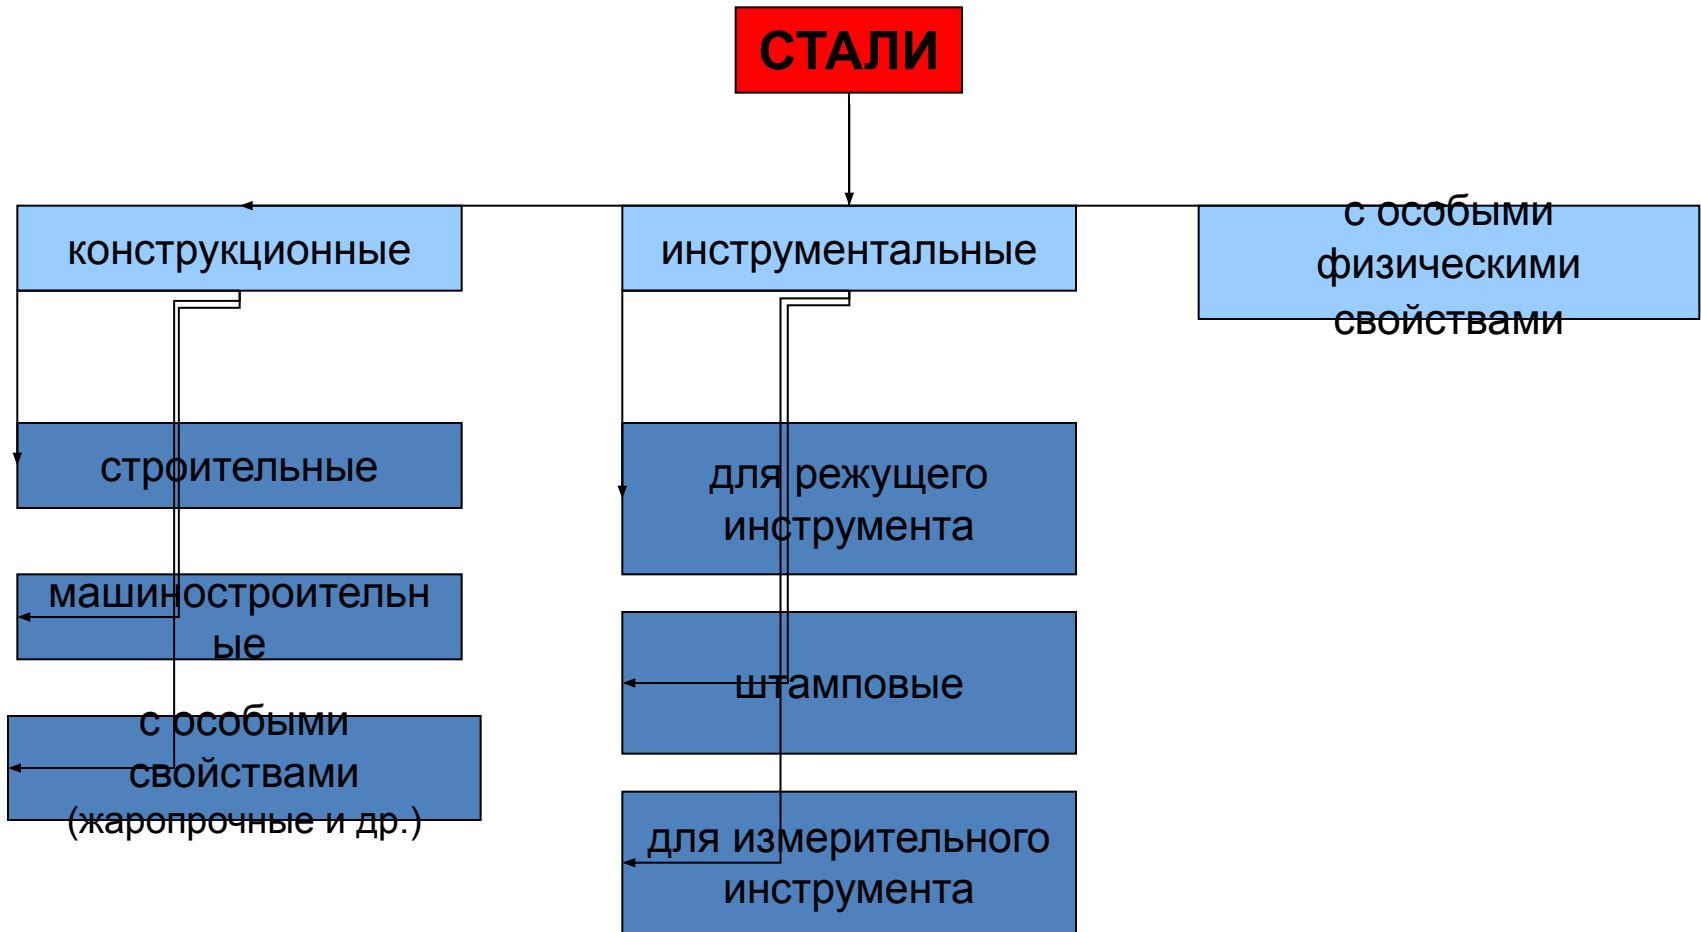 СТАЛИ
конструкционные
инструментальные
с особыми
физическими
свойствами
строительные
машиностроительн
ые
с особыми
свойствами
(жаропрочные и др.)
для режущего
инструмента
штамповые
для измерительного
инструмента